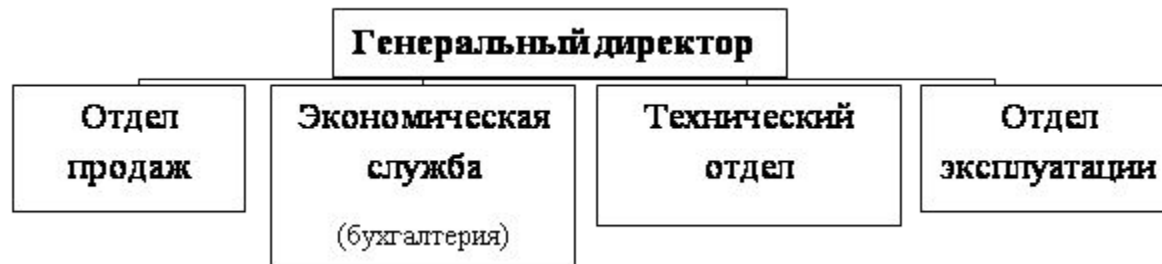 Генеральный директор
Отдел
продаж
Экономическая
служба
(бухгалтерия)
Технический
отдел
Отдел
эксплуатации